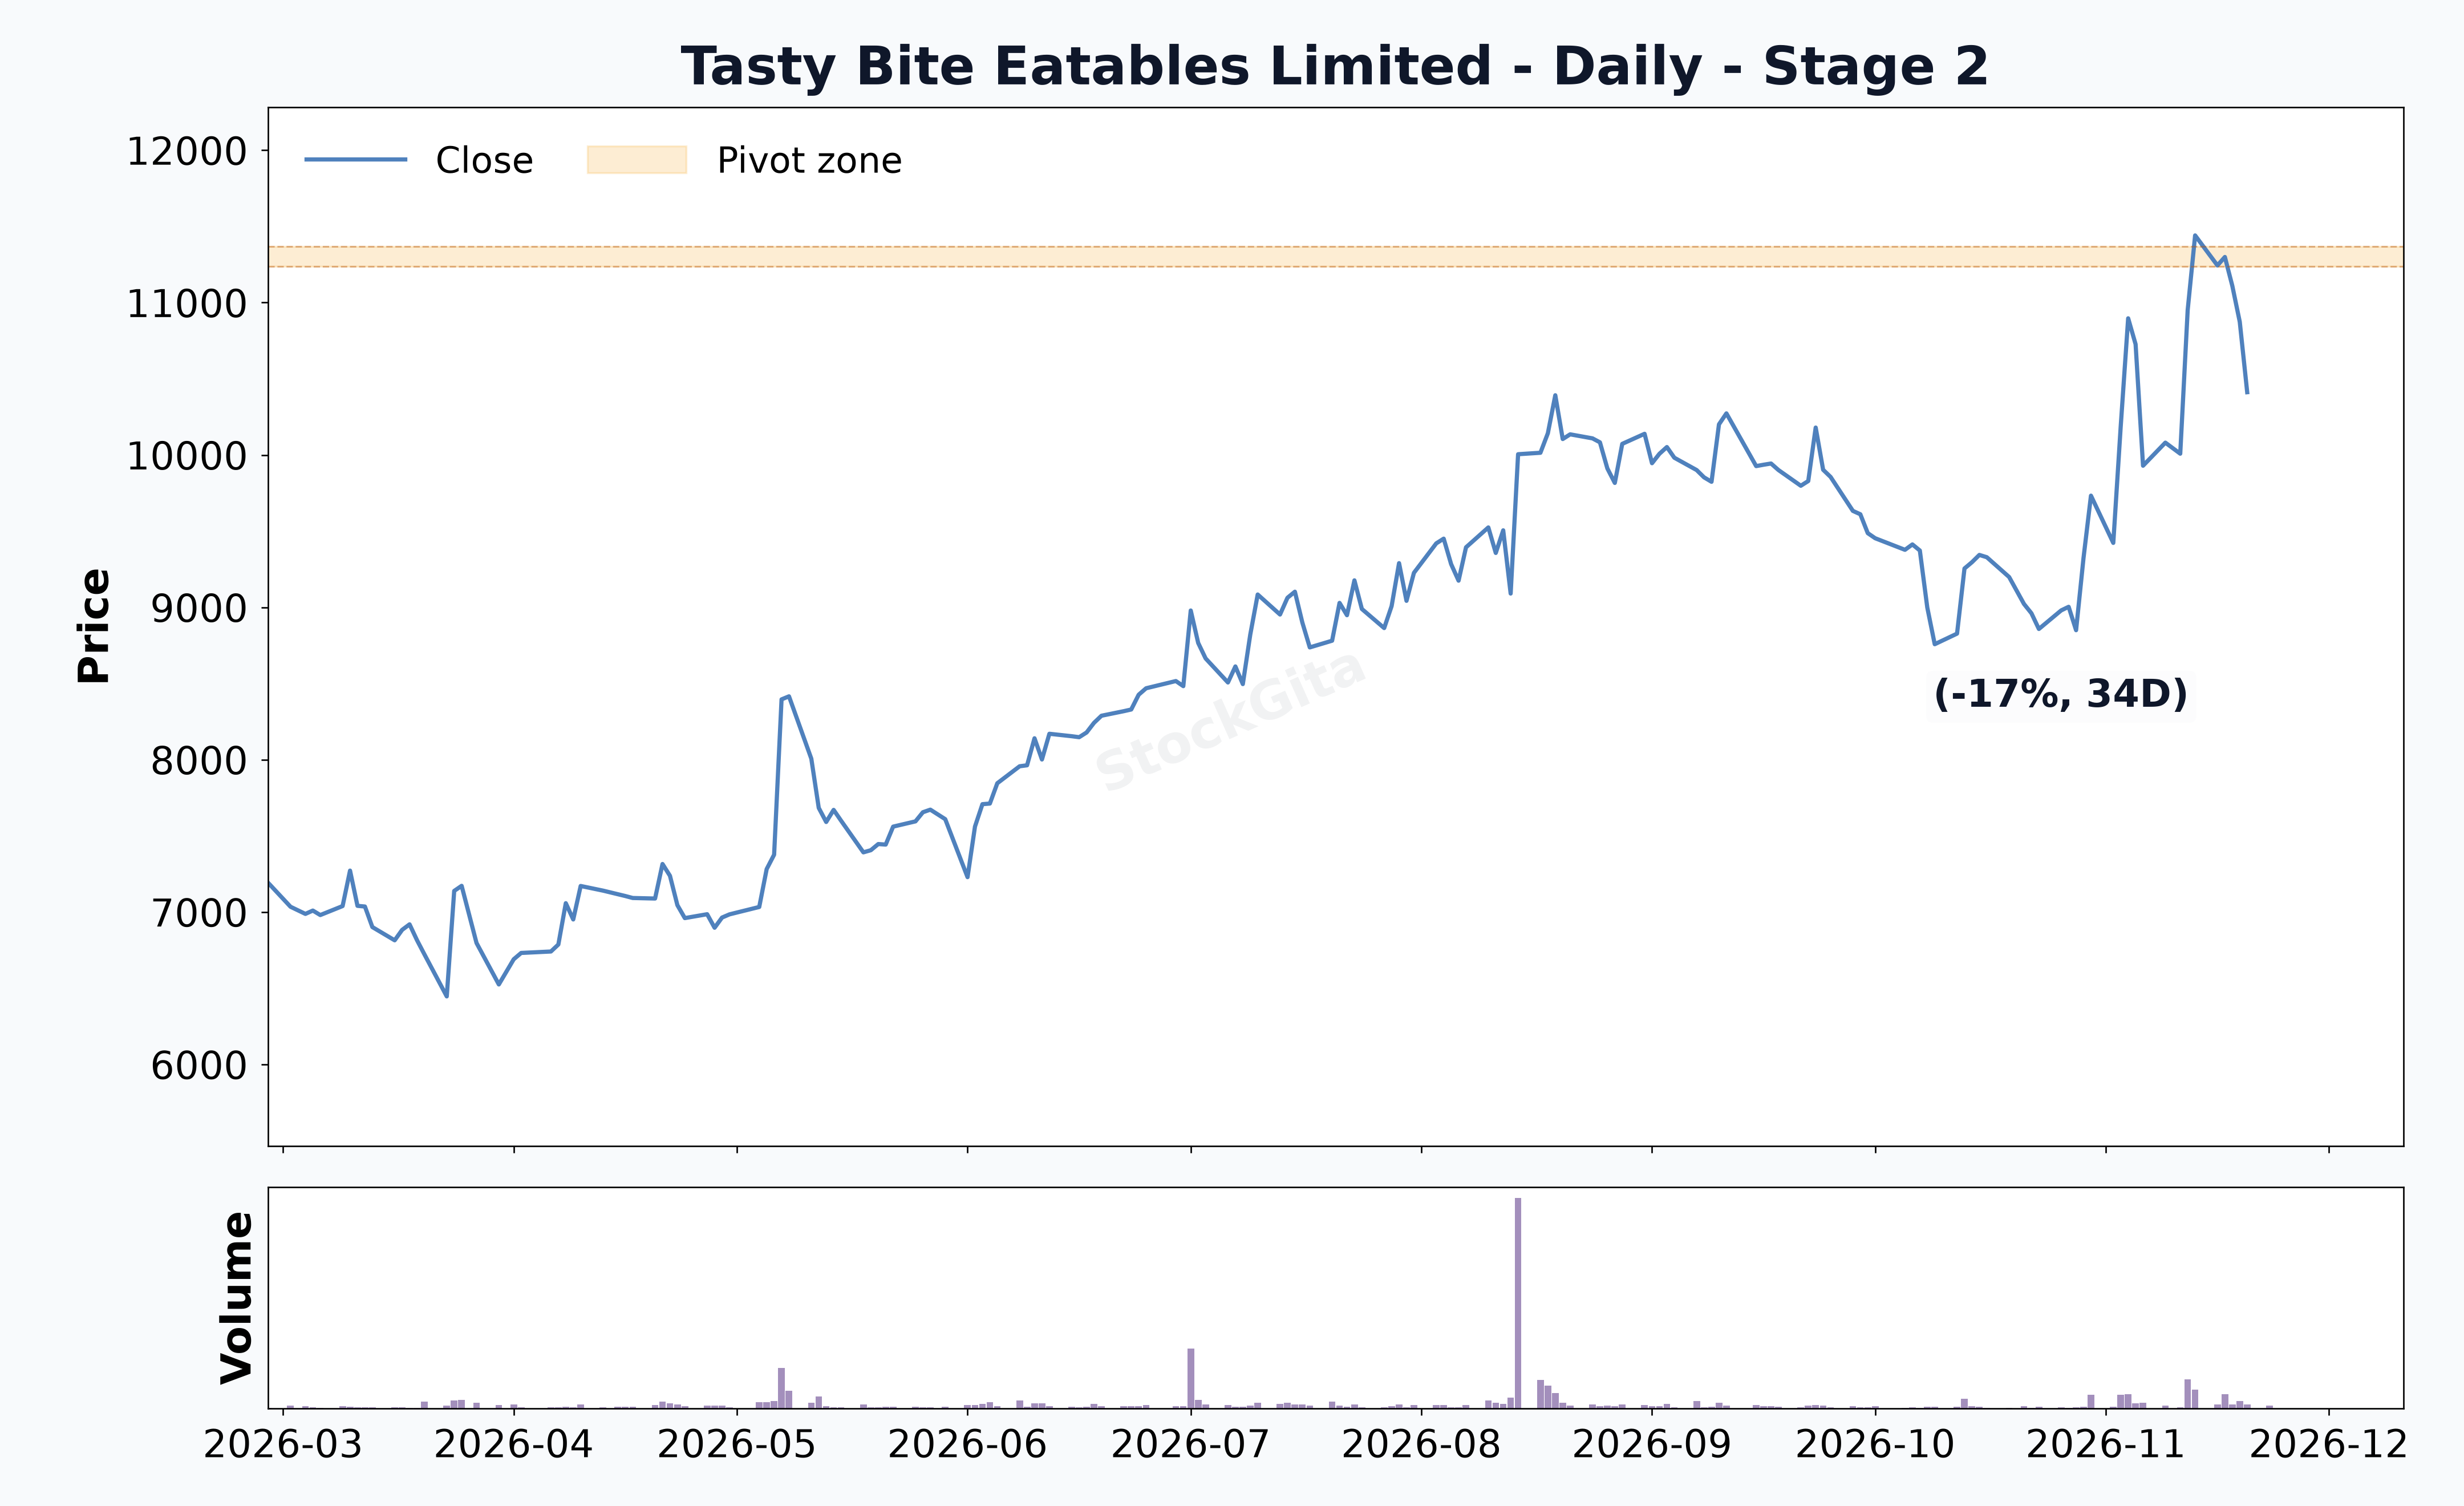 Tasty Bite Eatables Limited - Daily - Stage 2
Close
Pivot zone
12000
11000
10000
9000
8000
7000
6000
Price
StockGita
(-17%, 34D)
Volume
2026-03
2026-04
2026-05
2026-06
2026-07
2026-08
2026-09
2026-10
2026-11
2026-12